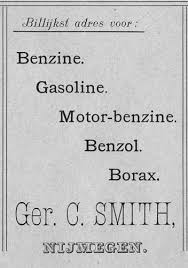 Billijkst adres voor:
Benzine.
Gasoline.
Motor-benzine.
Benzol.
Borax.
Ger. C. SMITH,
NIJMEGEN.